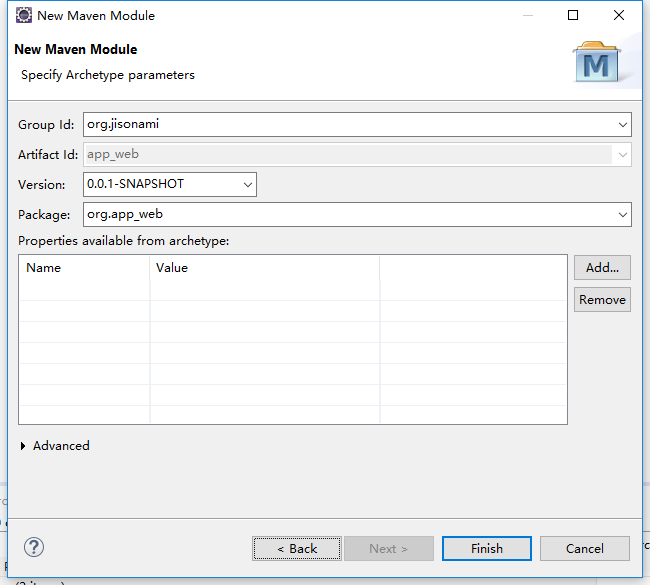 New Maven Module
New Maven Module
Specify Archetype parameters
M
Group Id: org.jisonami
Artifact Id: app_web
Version: 0.0.1-SNAPSHOT
Package: org.app_web
Properties available from archetype:
Name Value
Add...
Remove
Advanced
? < Back Next > Finish Cancel